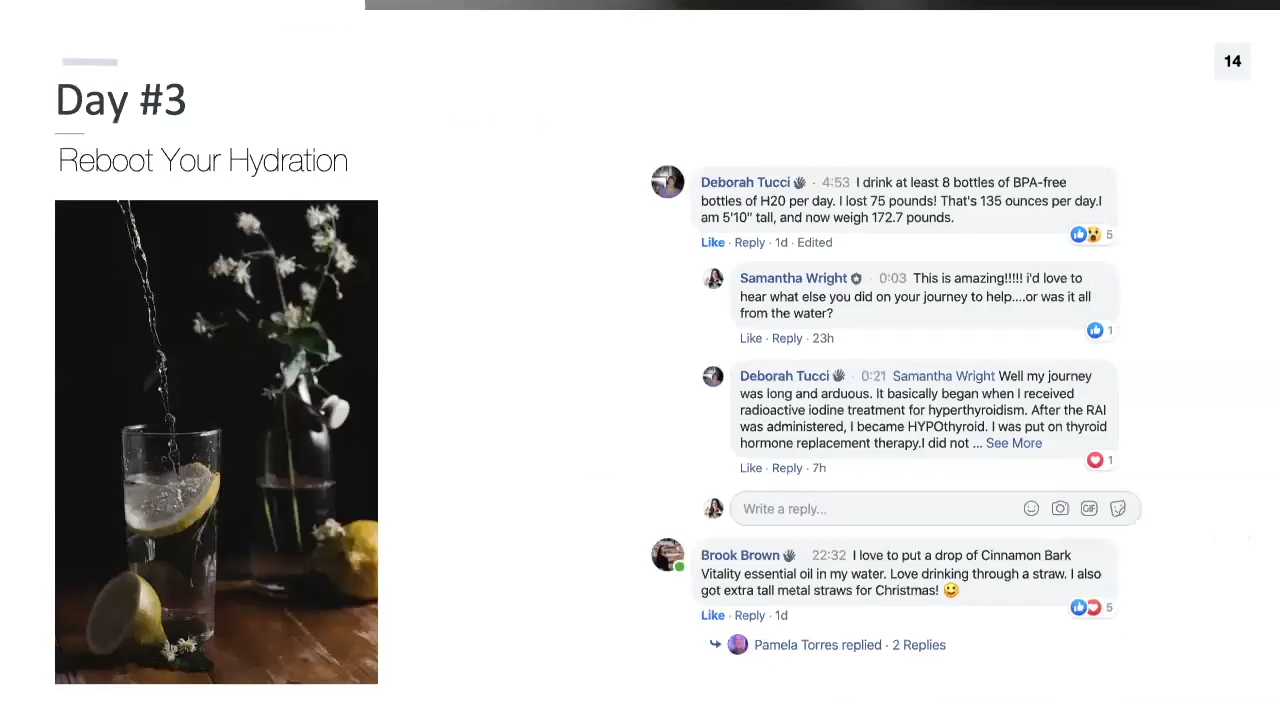 14
Day #3
Reboot Your Hydration
Deborah Tucci · 4:53 I drink at least 8 bottles of BPA-free
bottles of H20 per day. I lost 75 pounds! That's 135 ounces per day.I
am 5'10" tall, and now weigh 172.7 pounds.
Like · Reply · 1d · Edited
5
Samantha Wright · 0:03 This is amazing!!!!! i'd love to
hear what else you did on your journey to help....or was it all
from the water?
1
Like · Reply · 23h
Deborah Tucci · 0:21 Samantha Wright Well my journey
was long and arduous. It basically began when I received
radioactive iodine treatment for hyperthyroidism. After the RAI
was administered, I became HYPOthyroid. I was put on thyroid
hormone replacement therapy.I did not ... See More
1
Like · Reply · 7h
Write a reply...
GIF
Brook Brown 22:32 I love to put a drop of Cinnamon Bark
Vitality essential oil in my water. Love drinking through a straw. I also
got extra tall metal straws for Christmas!
5
Like · Reply · 1d
Pamela Torres replied · 2 Replies